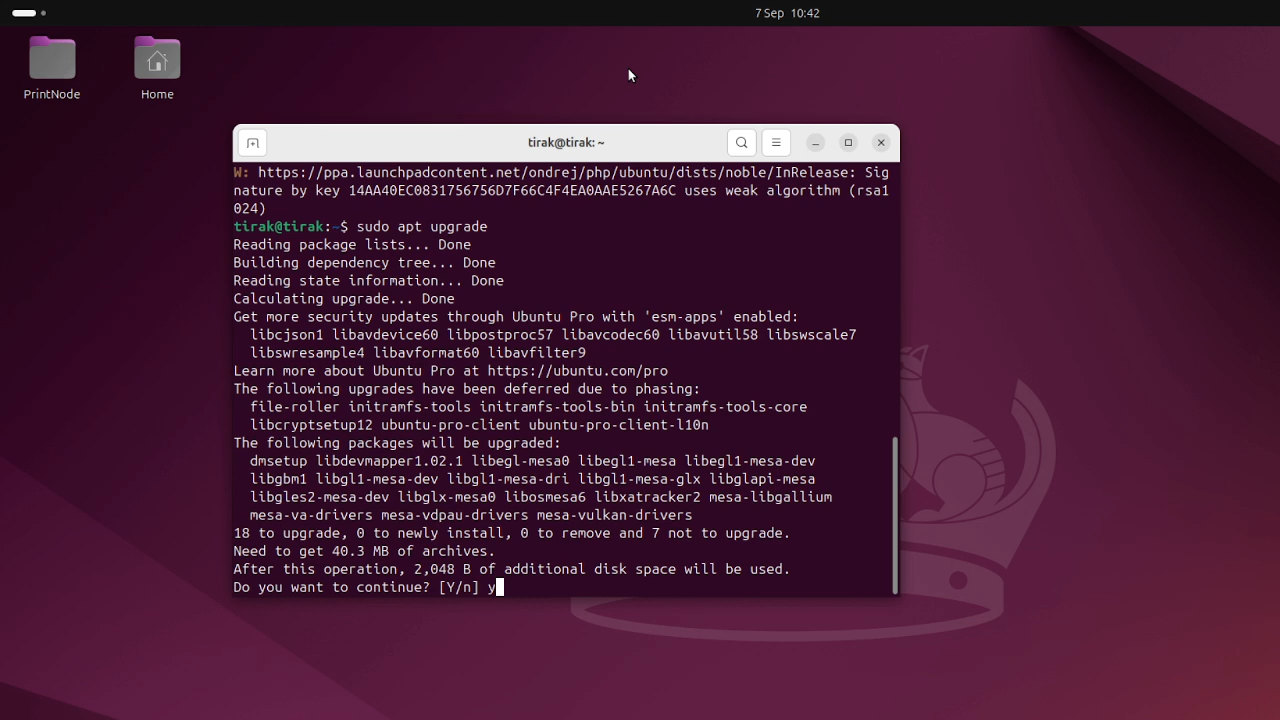 7 Sep 10:42
PrintNode
Home
tirak@tirak: ~
W: https://ppa.launchpadcontent.net/ondrej/php/ubuntu/dists/noble/InRelease: Sig
nature by key 14AA40EC0831756756D7F66C4F4EA0AAE5267A6C uses weak algorithm (rsa1
024)
tirak@tirak:~$ sudo apt upgrade
Reading package lists... Done
Building dependency tree... Done
Reading state information... Done
Calculating upgrade... Done
Get more security updates through Ubuntu Pro with 'esm-apps' enabled:
libcjson1 libavdevice60 libpostproc57 libavcodec60 libavutil58 libswscale7
libswresample4 libavformat60 libavfilter9
Learn more about Ubuntu Pro at https://ubuntu.com/pro
The following upgrades have been deferred due to phasing:
file-roller initramfs-tools initramfs-tools-bin initramfs-tools-core
libcryptsetup12 ubuntu-pro-client ubuntu-pro-client-l10n
The following packages will be upgraded:
dmsetup libdevmapper1.02.1 libegl-mesa0 libegl1-mesa libegl1-mesa-dev
libgbm1 libgl1-mesa-dev libgl1-mesa-dri libgl1-mesa-glx libglapi-mesa
libgles2-mesa-dev libglx-mesa0 libosmesa6 libxatracker2 mesa-libgallium
mesa-va-drivers mesa-vdpau-drivers mesa-vulkan-drivers
18 to upgrade, 0 to newly install, 0 to remove and 7 not to upgrade.
Need to get 40.3 MB of archives.
After this operation, 2,048 B of additional disk space will be used.
Do you want to continue? [Y/n] y